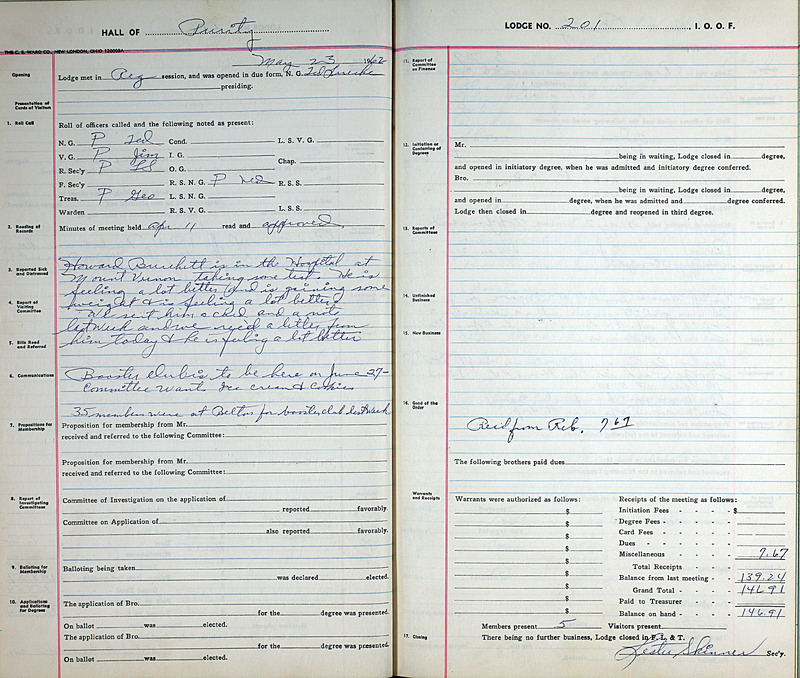 HALL OF Purity
THE C. E. WARD CO., NEW LONDON, OHIO
May 23 1962
Opening
Lodge met in Reg session, and was opened in due form, N. G. Ted
presiding.
Presentation of Cards of Visitors
1. Roll Call
Roll of officers called and the following noted as present:
N. G. P Ted Cond. L. S. V. G.
V. G. P Jim I. G. Chap.
R. Sec'y P LS O. G.
F. Sec'y R. S. N. G. P Ned R. S. S.
Treas. P Geo L. S. N. G.
Warden R. S. V. G. L. S. S.
2. Reading of Records
Minutes of meeting held Apr 11 read and approved
3. Reported Sick and Distressed
Howard Burchett is in the Hospital at
Mount Vernon taking some test. He is
feeling a lot better and is gaining some
4. Report of Visiting Committee
weight & is feeling a lot better
We sent him a card and a note
last week and we rec'd a letter from
5. Bills Read and Referred
him today & he is feeling a lot better
6. Communications
Booster club is to be here on June 27-
Committee wants Ice cream & Cookies
35 members were at Belton for booster club last week
7. Propositions for Membership
Proposition for membership from Mr.
received and referred to the following Committee:
Proposition for membership from Mr.
received and referred to the following Committee:
8. Report of Investigating Committees
Committee of Investigation on the application of
reported favorably.
Committee on Application of
also reported favorably.
9. Balloting for Membership
Balloting being taken
was declared elected.
10. Applications and Balloting for Degrees
The application of Bro.
for the degree was presented.
On ballot was elected.
The application of Bro.
for the degree was presented.
On ballot was elected.
LODGE NO. 201, I. O. O. F.
11. Report of Committee on Finance
12. Initiation or Conferring of Degrees
Mr.
being in waiting, Lodge closed in degree,
and opened in initiatory degree, when he was admitted and initiatory degree conferred.
Bro.
being in waiting, Lodge closed in degree,
and opened in degree, when he was admitted and degree conferred.
Lodge then closed in degree and reopened in third degree.
13. Reports of Committees
14. Unfinished Business
15. New Business
16. Good of the Order
Rec'd from Reb. 7 67
The following brothers paid dues
Warrants and Receipts
Warrants were authorized as follows: Receipts of the meeting as follows:
$ Initiation Fees - - - $
$ Degree Fees - - - -
$ Card Fees - - - -
$ Dues - - - - -
$ Miscellaneous - - - - 7.67
$ Total Receipts
$ Balance from last meeting - 139.24
$ Grand Total - - 146.91
$ Paid to Treasurer -
$ Balance on hand - - 146.91
Members present 5 Visitors present
17. Closing
There being no further business, Lodge closed in F. L. & T.
Lester Skinner Sec'y.